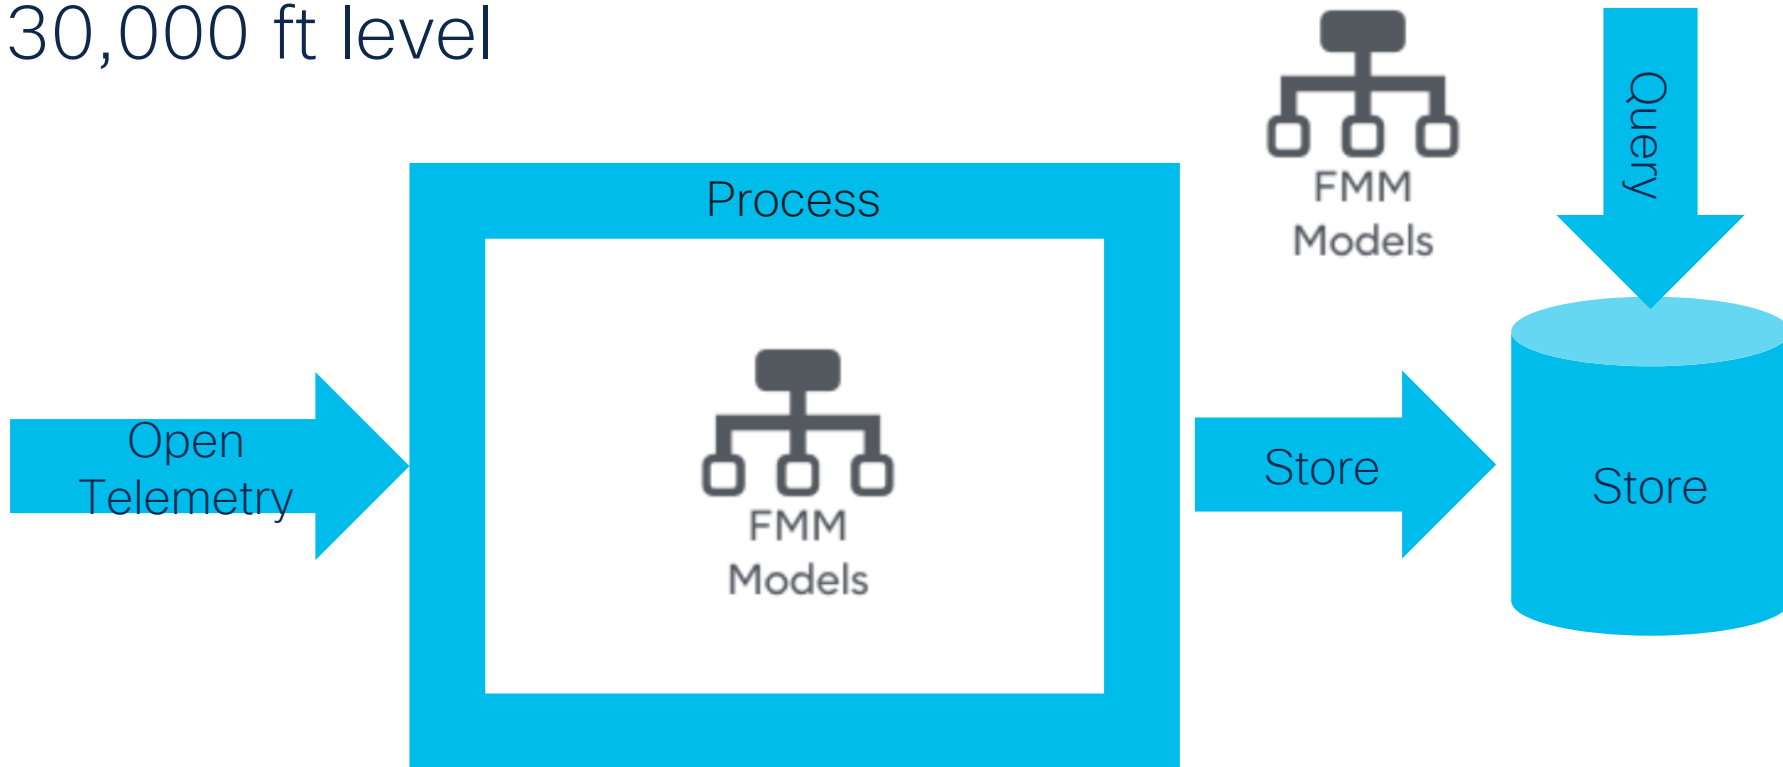 30,000 ft level
FMM
Models
Query
Process
Open
Telemetry
FMM
Models
Store
Store